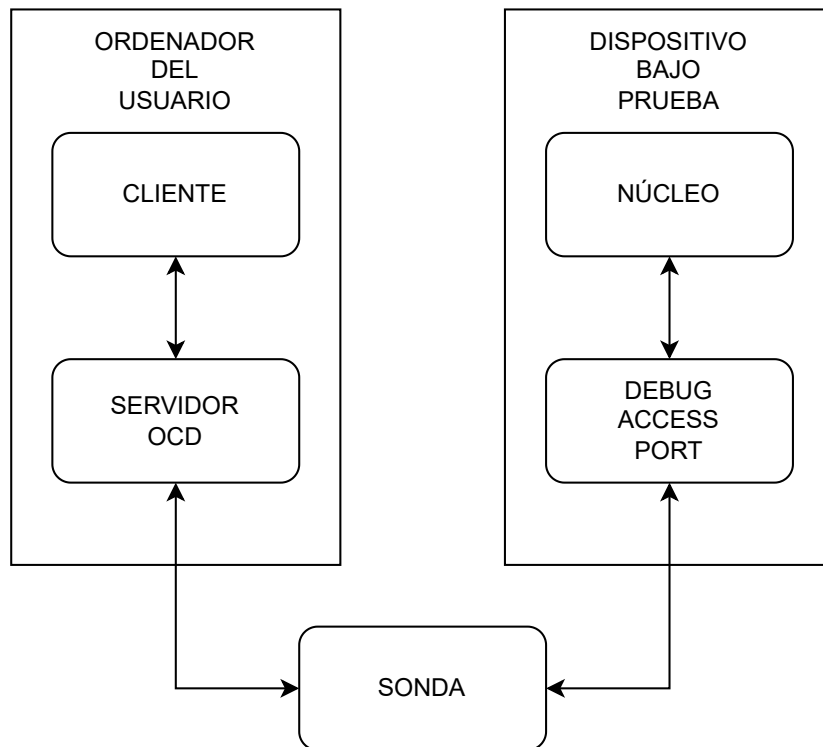 ORDENADOR
DEL
USUARIO
CLIENTE
SERVIDOR
OCD
DISPOSITIVO
BAJO
PRUEBA
NÚCLEO
DEBUG
ACCESS
PORT
SONDA